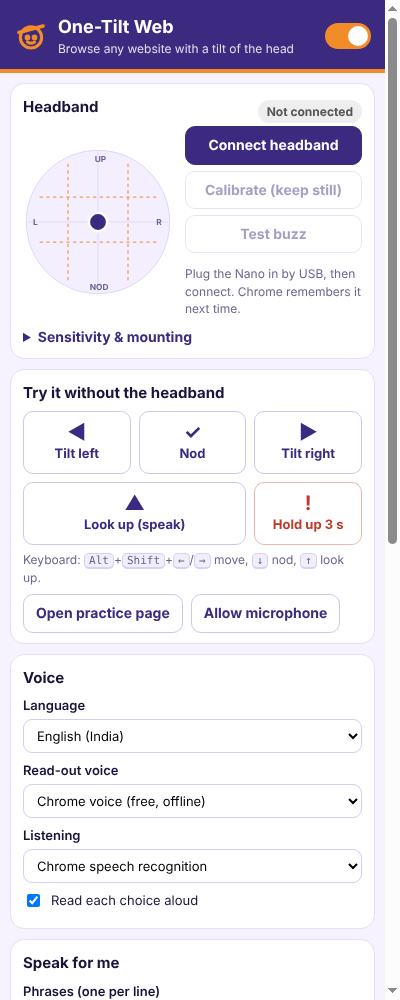 One-Tilt Web
Browse any website with a tilt of the head
Headband
Not connected
UP
L
R
NOD
Connect headband
Calibrate (keep still)
Test buzz
Plug the Nano in by USB, then
connect. Chrome remembers it
next time.
Sensitivity & mounting
Try it without the headband
Tilt left
Nod
Tilt right
Look up (speak)
!
Hold up 3 s
Keyboard: Alt+Shift+←/→ move, ↓ nod, ↑ look
up.
Open practice page
Allow microphone
Voice
Language
English (India)
Read-out voice
Chrome voice (free, offline)
Listening
Chrome speech recognition
Read each choice aloud
Speak for me
Phrases (one per line)